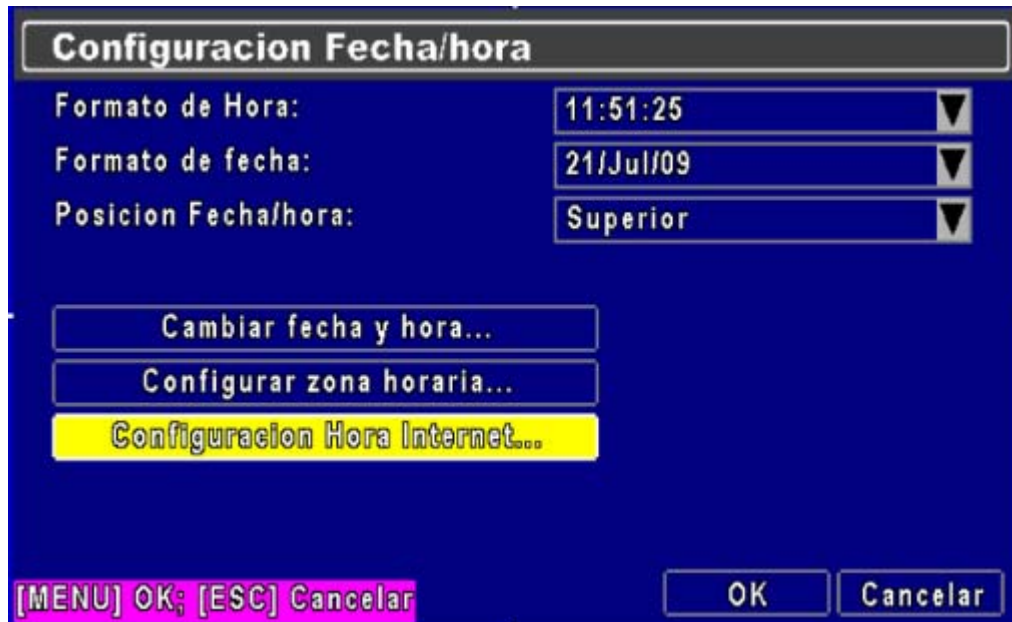 Configuracion Fecha/hora
Formato de Hora: 11:51:25
Formato de fecha: 21/Jul/09
Posicion Fecha/hora: Superior
Cambiar fecha y hora...
Configurar zona horaria...
Configuracion Hora Internet...
[MENU] OK; [ESC] Cancelar OK Cancelar